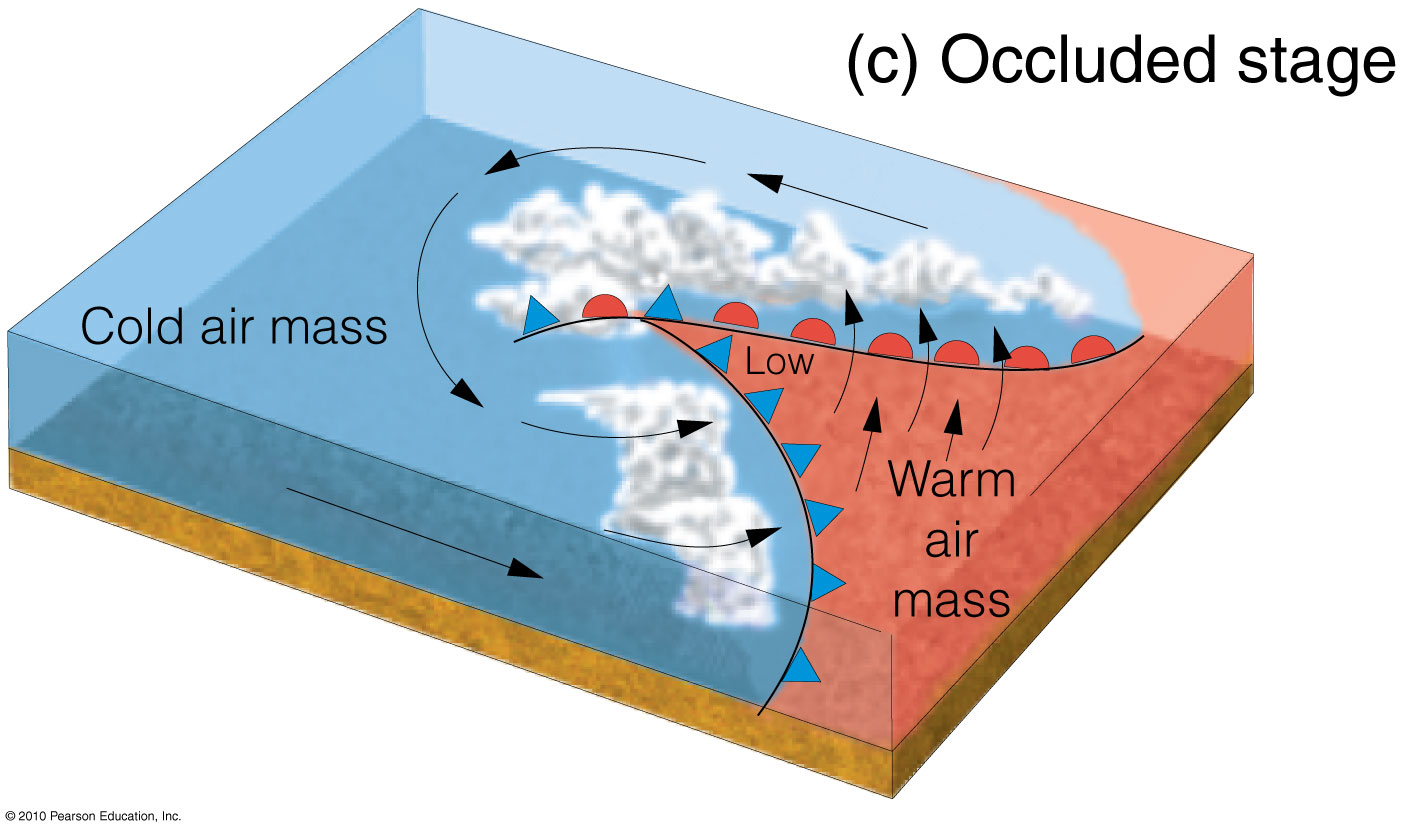 (c) Occluded stage
Cold air mass
Low
Warm
air
mass
© 2010 Pearson Education, Inc.